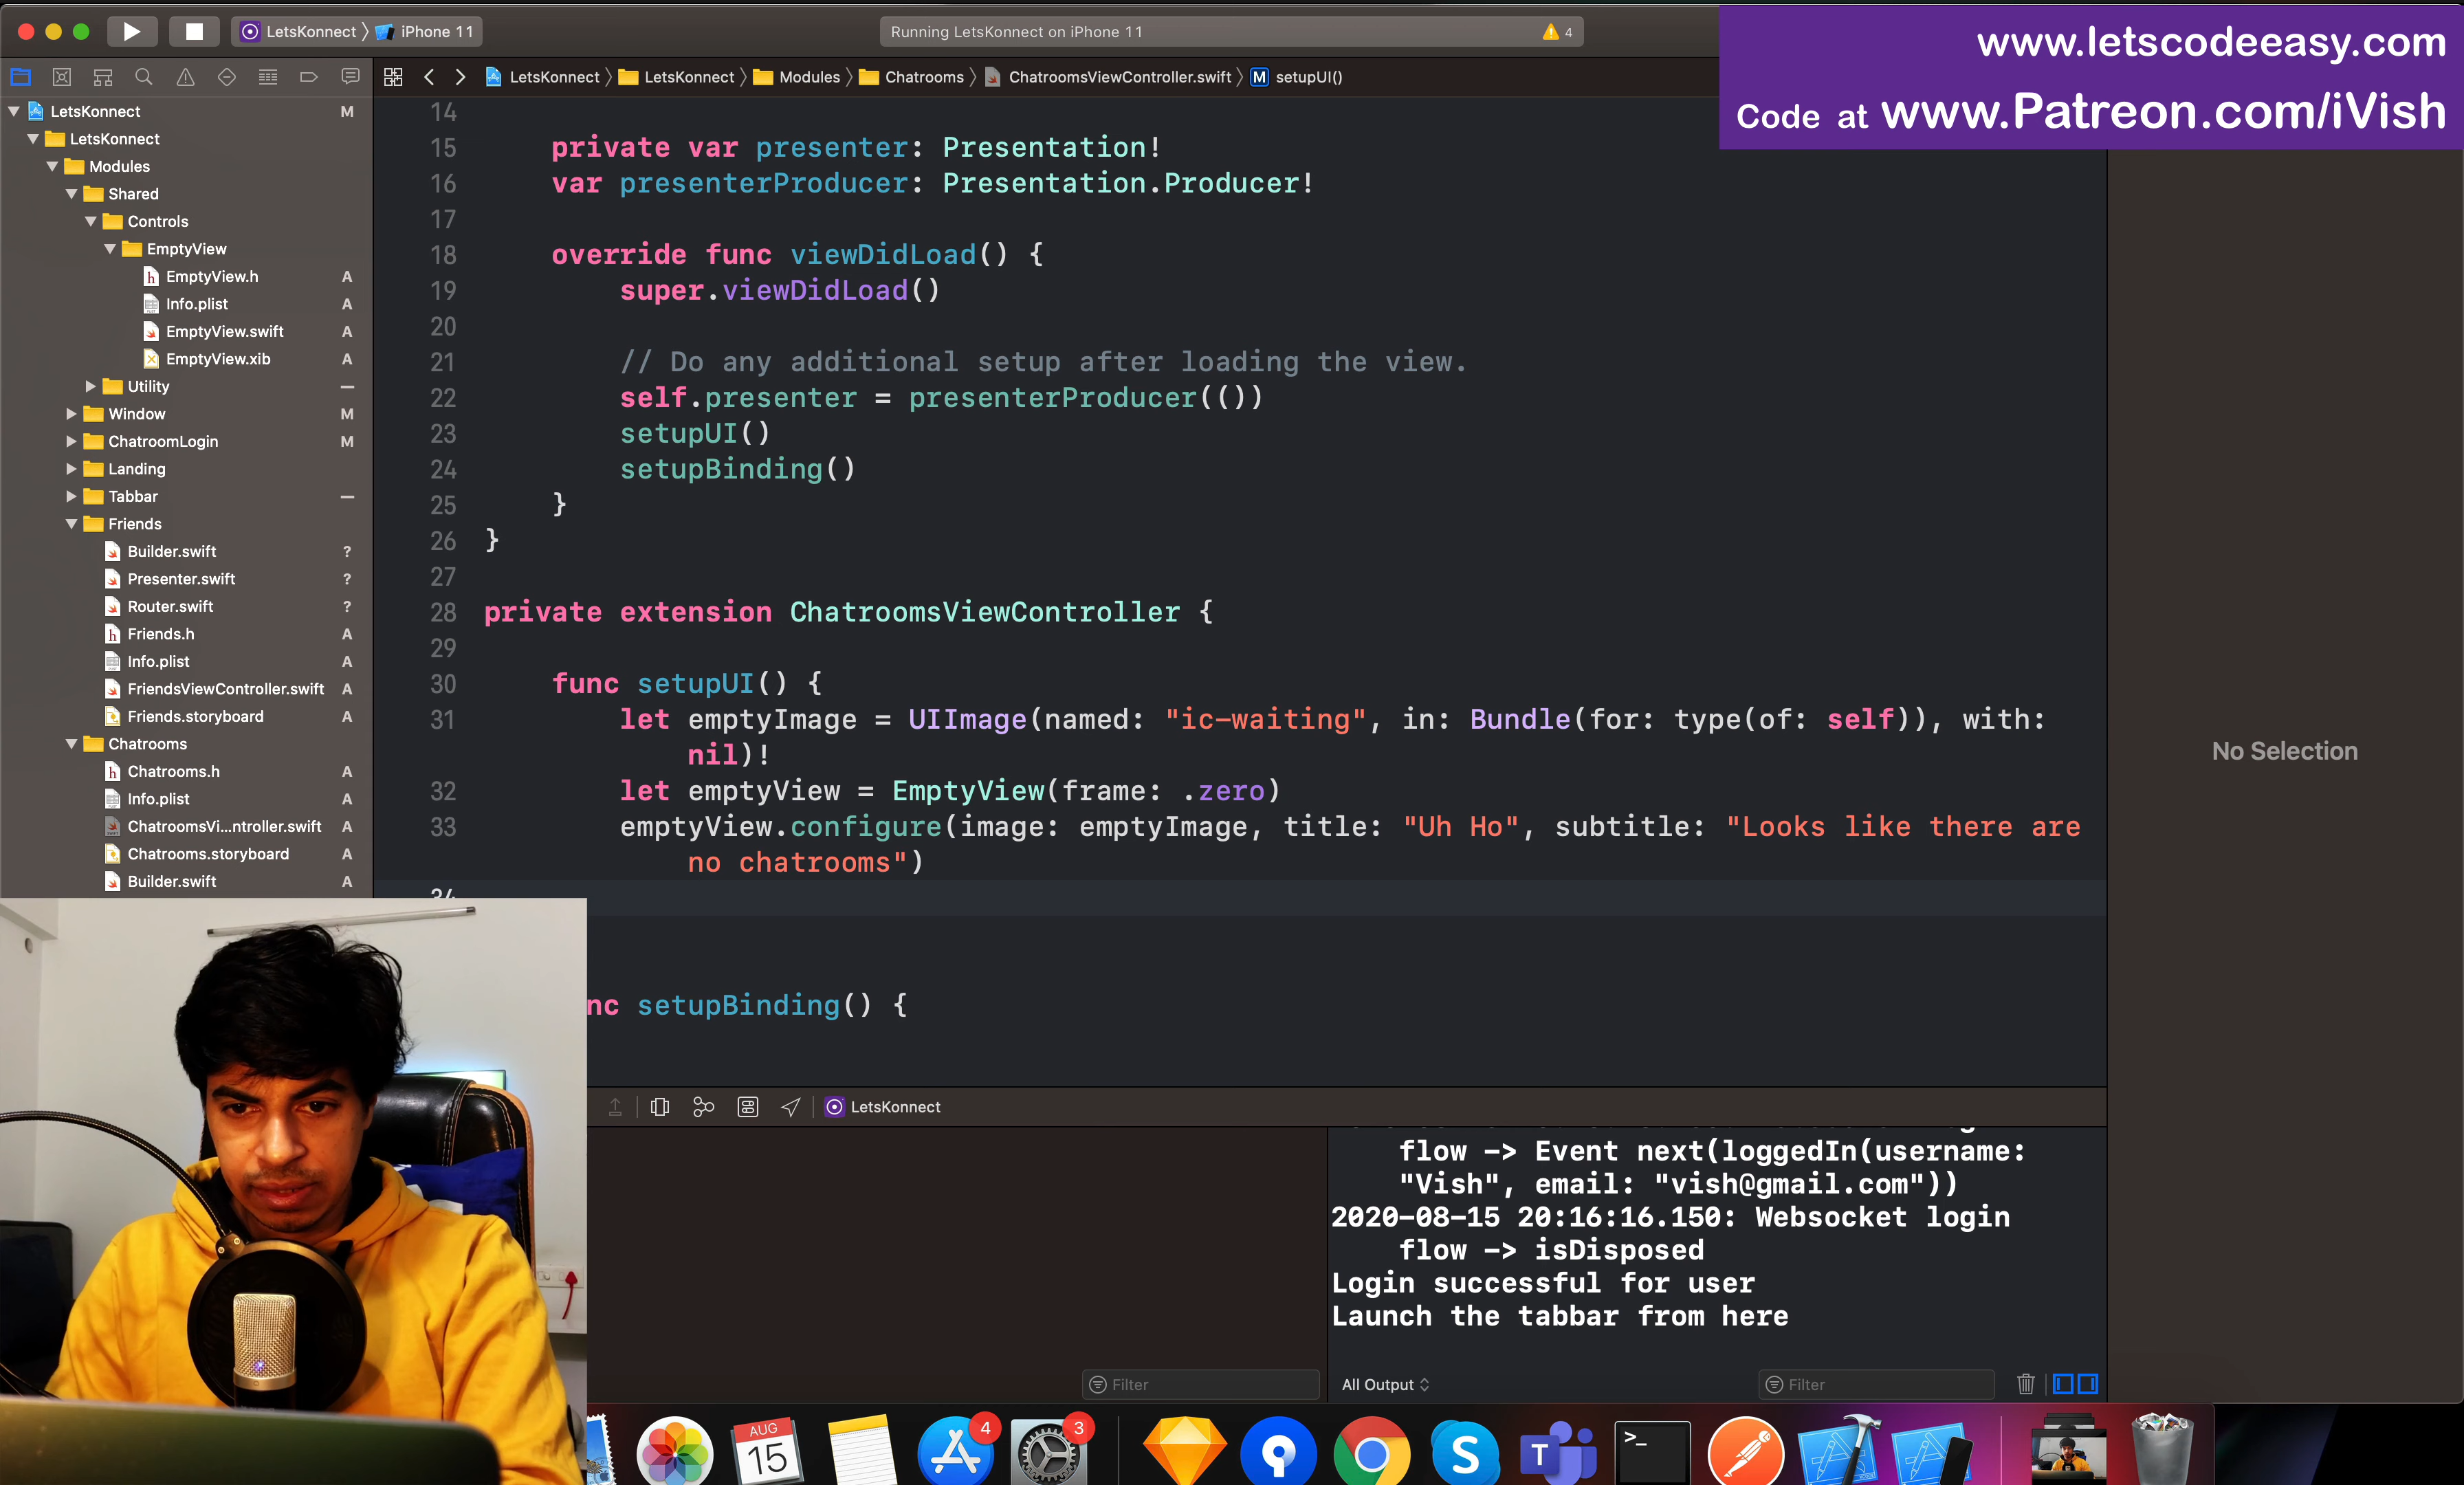 LetsKonnect
iPhone 11
Running LetsKonnect on iPhone 11
4
www.letscodeeasy.com
Code at www.Patreon.com/iVish
LetsKonnect
LetsKonnect
Modules
Chatrooms
ChatroomsViewController.swift
M
setupUI()
LetsKonnect M
LetsKonnect
Modules
Shared
Controls
EmptyView
EmptyView.h A
Info.plist A
EmptyView.swift A
EmptyView.xib A
Utility
Window M
ChatroomLogin M
Landing
Tabbar
Friends
Builder.swift ?
Presenter.swift ?
Router.swift ?
Friends.h A
Info.plist A
FriendsViewController.swift A
Friends.storyboard A
Chatrooms
Chatrooms.h A
Info.plist A
ChatroomsVi...ntroller.swift A
Chatrooms.storyboard A
Builder.swift A
14
15 private var presenter: Presentation!
16 var presenterProducer: Presentation.Producer!
17
18 override func viewDidLoad() {
19 super.viewDidLoad()
20
21 // Do any additional setup after loading the view.
22 self.presenter = presenterProducer(())
23 setupUI()
24 setupBinding()
25 }
26 }
27
28 private extension ChatroomsViewController {
29
30 func setupUI() {
31 let emptyImage = UIImage(named: "ic-waiting", in: Bundle(for: type(of: self)), with:
nil)!
32 let emptyView = EmptyView(frame: .zero)
33 emptyView.configure(image: emptyImage, title: "Uh Ho", subtitle: "Looks like there are
no chatrooms")
34
nc setupBinding() {
No Selection
LetsKonnect
flow -> Event next(loggedIn(username:
"Vish", email: "vish@gmail.com"))
2020-08-15 20:16:16.150: Websocket login
flow -> isDisposed
Login successful for user
Launch the tabbar from here
Filter
All Output
Filter
AUG
15
4
3
S
T
>_